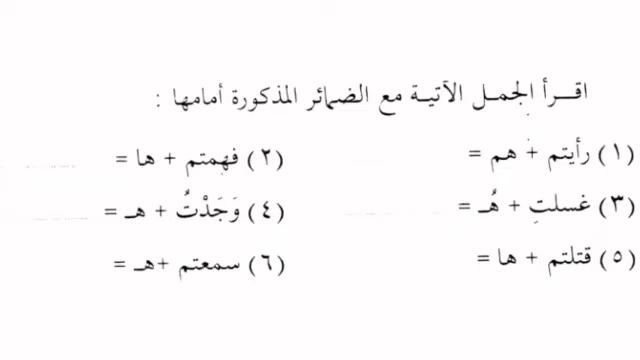 اقرأ الجمل الآتية مع الضمائر المذكورة أمامها :
(١) رأيتم + هم = (٢) فهمتم + ها =
(٣) غسلتِ + هُـ = (٤) وَجَدْتُ + هـ =
(٥) قتلتم + ها = (٦) سمعتم +هـ =